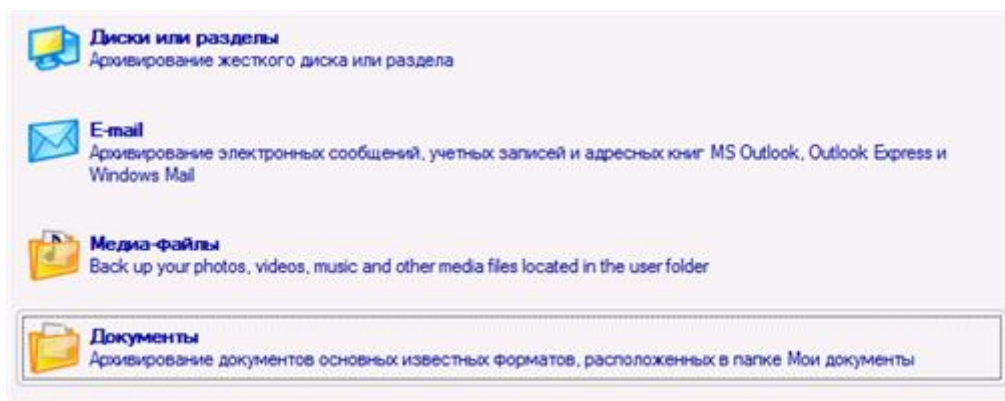 Диски или разделы
Архивирование жесткого диска или раздела
E-mail
Архивирование электронных сообщений, учетных записей и адресных книг MS Outlook, Outlook Express и
Windows Mail
Медиа-файлы
Back up your photos, videos, music and other media files located in the user folder
Документы
Архивирование документов основных известных форматов, расположенных в папке Мои документы